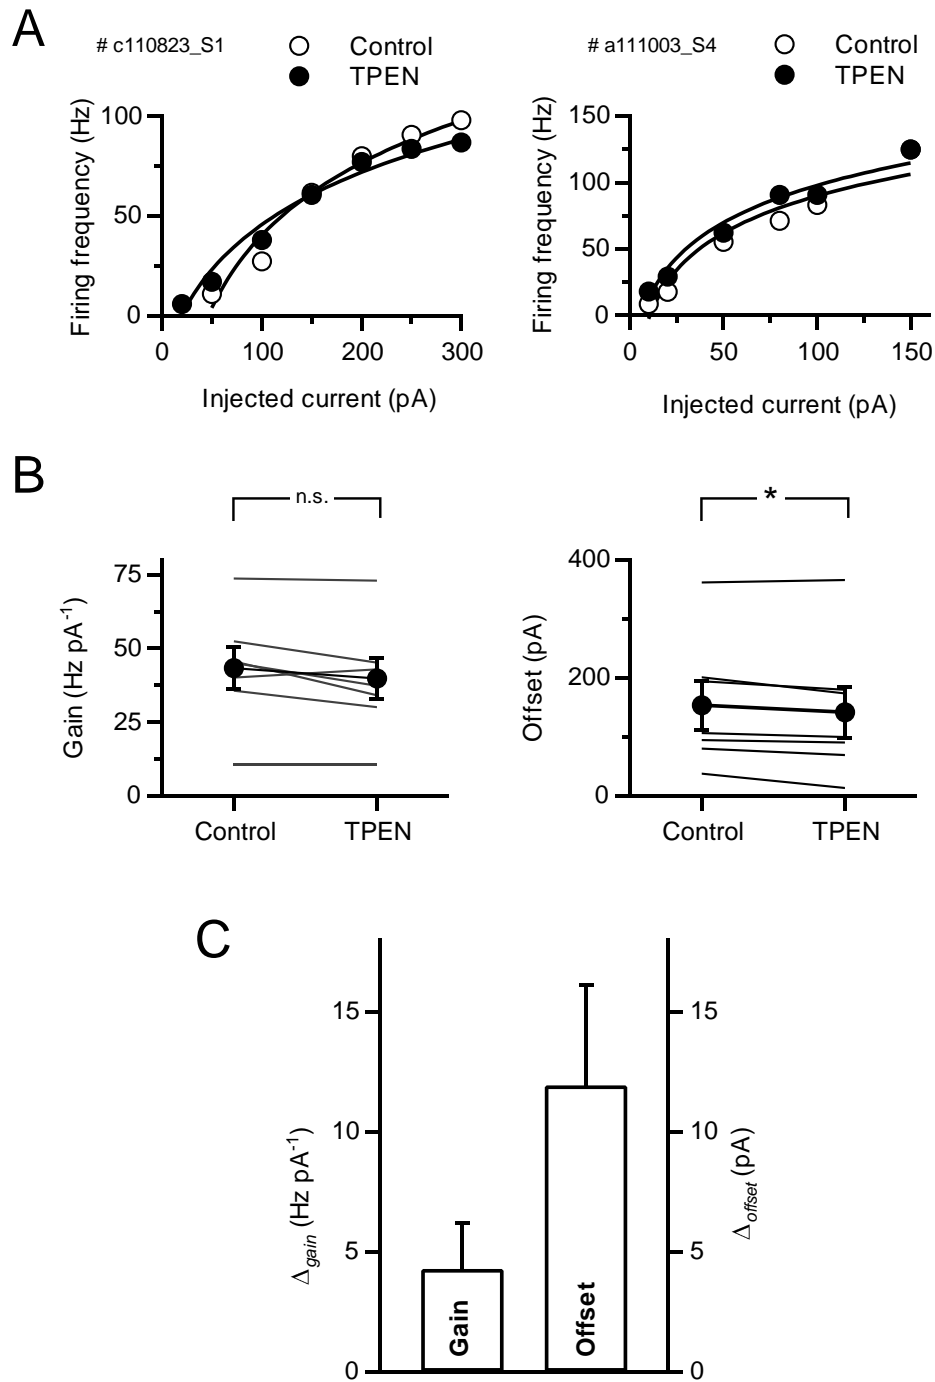 A
# c110823_S1
Control
TPEN
Firing frequency (Hz)
100
50
0
0 100 200 300
Injected current (pA)
# a111003_S4
Control
TPEN
Firing frequency (Hz)
150
100
50
0
0 50 100 150
Injected current (pA)
B
n.s.
Gain (Hz pA-1)
75
50
25
0
Control TPEN
*
Offset (pA)
400
200
0
Control TPEN
C
Δgain (Hz pA-1)
15
10
5
0
Gain
Offset
15
10
5
0
Δoffset (pA)